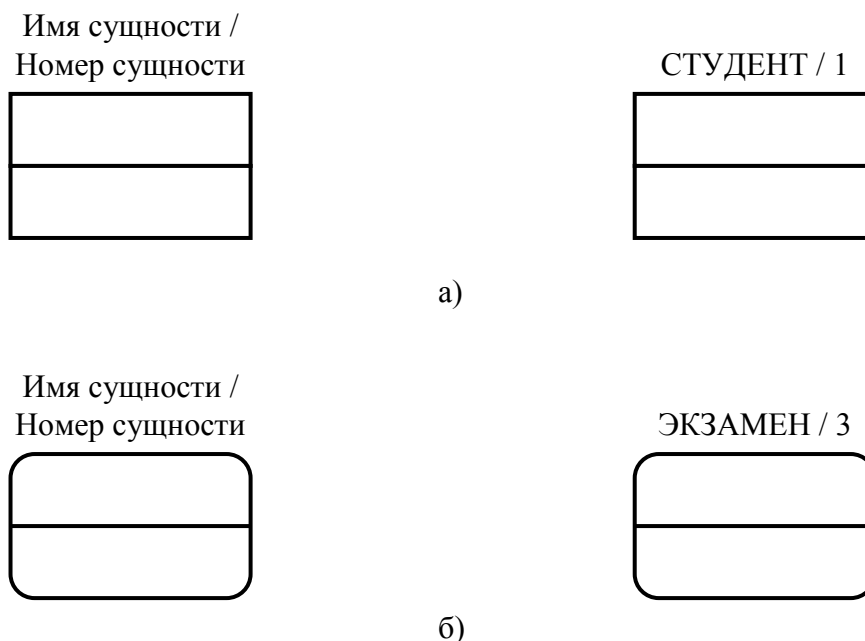 Имя сущности /
Номер сущности
СТУДЕНТ / 1
а)
Имя сущности /
Номер сущности
ЭКЗАМЕН / 3
б)